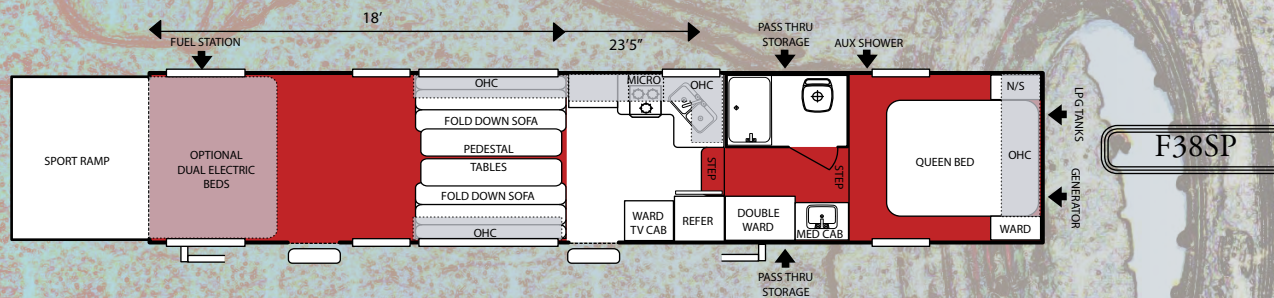 18'
FUEL STATION
23'5"
PASS THRU
STORAGE
AUX SHOWER
SPORT RAMP
OPTIONAL
DUAL ELECTRIC
BEDS
OHC
FOLD DOWN SOFA
PEDESTAL
TABLES
FOLD DOWN SOFA
OHC
MICRO
OHC
STEP
WARD
TV CAB
REFER
DOUBLE
WARD
MED CAB
STEP
QUEEN BED
N/S
OHC
WARD
LPG TANKS
GENERATOR
PASS THRU
STORAGE
F38SP